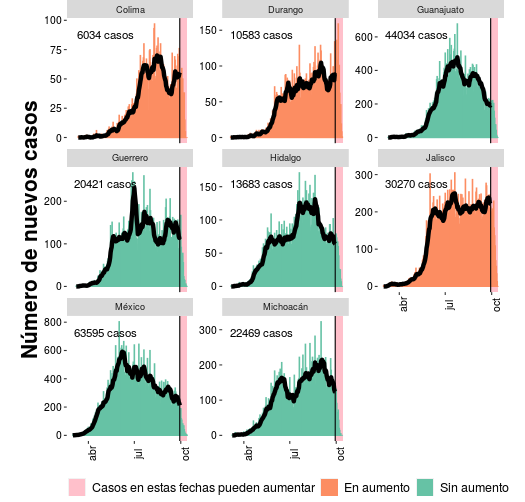 Número de nuevos casos
Colima
Durango
Guanajuato
6034 casos
10583 casos
44034 casos
100
75
50
25
0
150
100
50
0
600
400
200
0
Guerrero
Hidalgo
Jalisco
20421 casos
13683 casos
30270 casos
200
100
0
150
100
50
0
300
200
100
0
México
Michoacán
63595 casos
22469 casos
800
600
400
200
0
300
200
100
0
abr
jul
oct
abr
jul
oct
abr
jul
oct
Casos en estas fechas pueden aumentar
En aumento
Sin aumento